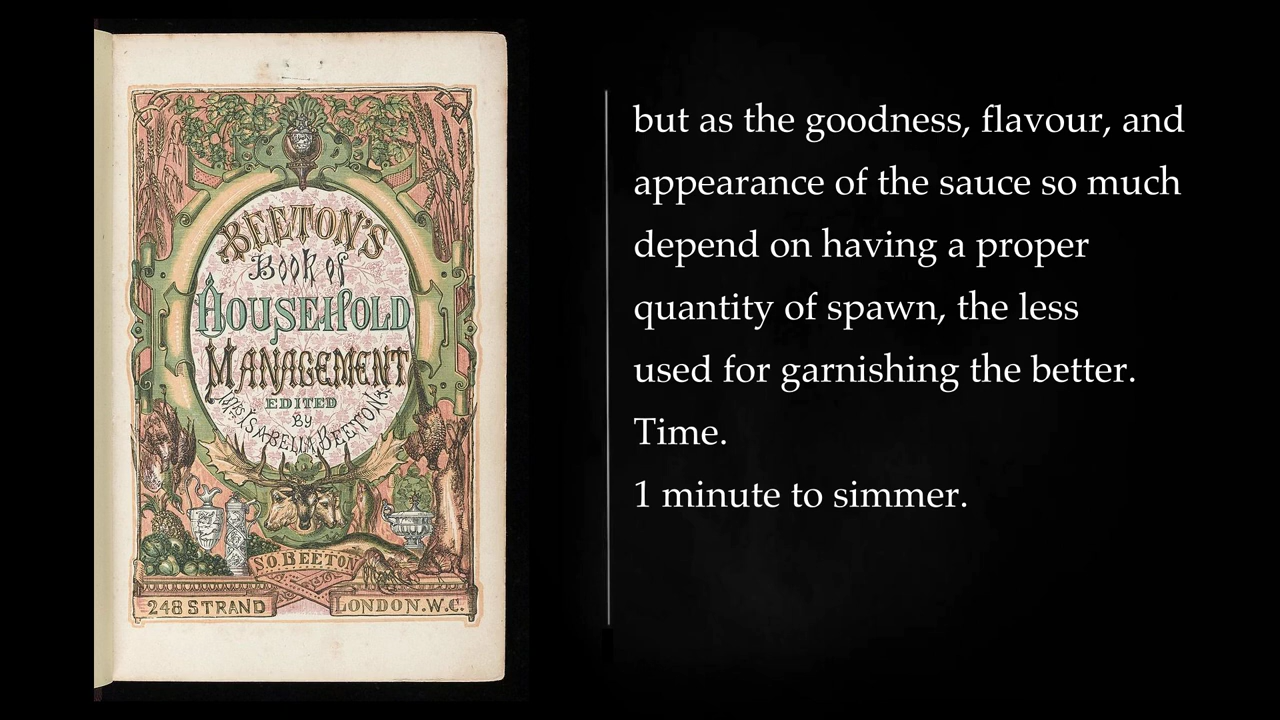 BEETON'S
Book of
HOUSEHOLD
MANAGEMENT
EDITED
BY
MRS ISABELLA BEETON
S.O. BEETON
248 STRAND
LONDON. W.C.
but as the goodness, flavour, and
appearance of the sauce so much
depend on having a proper
quantity of spawn, the less
used for garnishing the better.
Time.
1 minute to simmer.